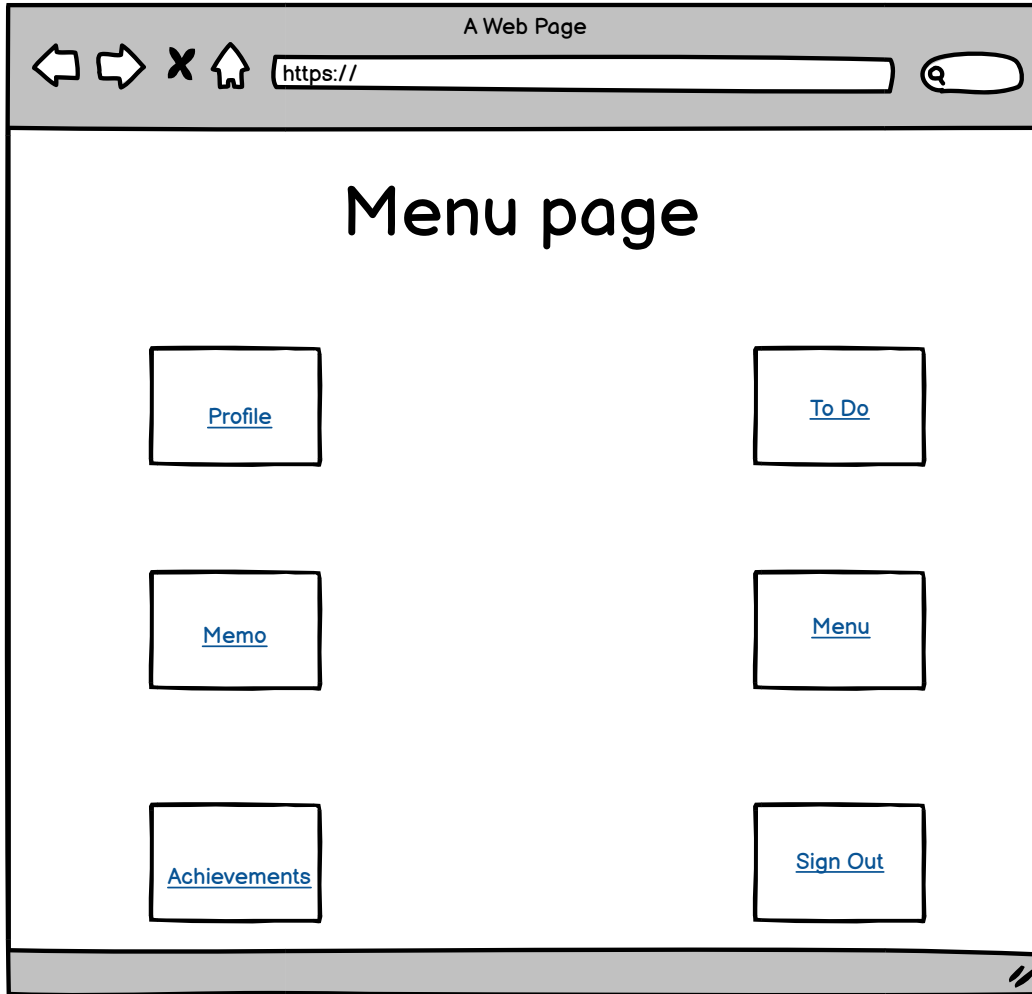 A Web Page
https://
Menu page
Profile
To Do
Memo
Menu
Achievements
Sign Out